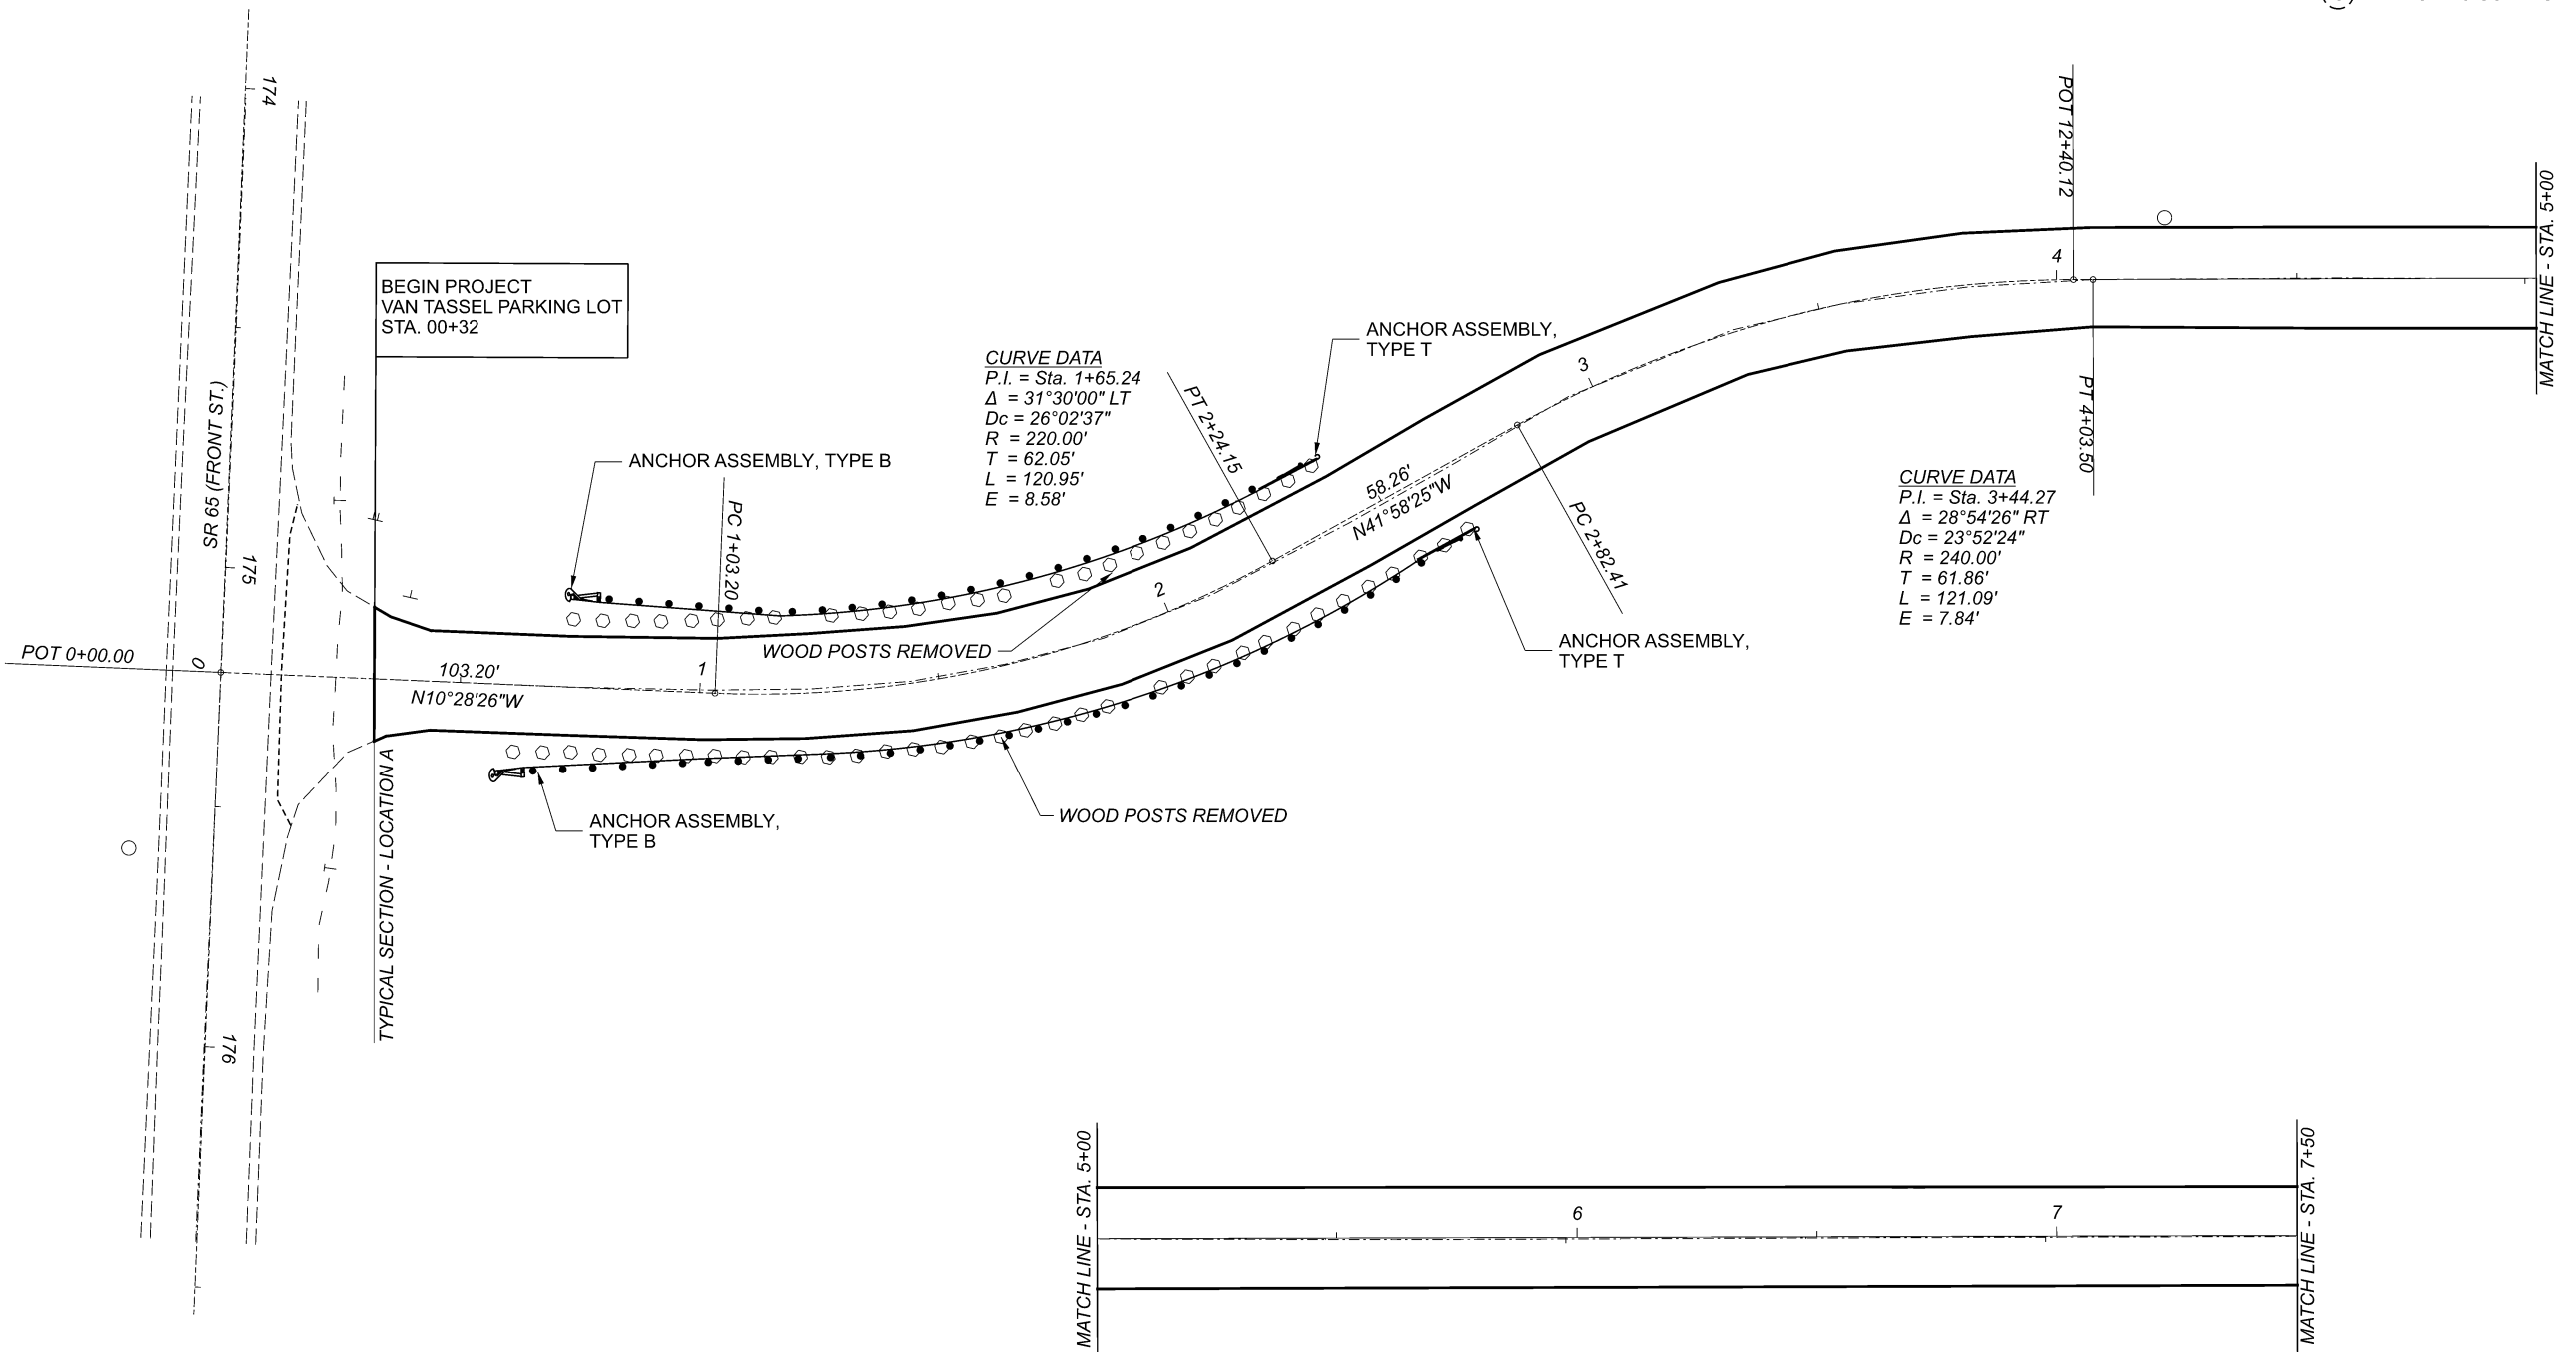 174
POT 12+40.12
MATCH LINE - STA. 5+00
4
BEGIN PROJECT
VAN TASSEL PARKING LOT
STA. 00+32
ANCHOR ASSEMBLY,
TYPE T
CURVE DATA
P.I. = Sta. 1+65.24
Δ = 31°30'00" LT
Dc = 26°02'37"
R = 220.00'
T = 62.05'
L = 120.95'
E = 8.58'
PT 2+24.15
3
PT 4+03.50
SR 65 (FRONT ST.)
ANCHOR ASSEMBLY, TYPE B
PC 1+03.20
58.26'
N41°58'25"W
CURVE DATA
P.I. = Sta. 3+44.27
Δ = 28°54'26" RT
Dc = 23°52'24"
R = 240.00'
T = 61.86'
L = 121.09'
E = 7.84'
PC 2+82.41
175
2
POT 0+00.00
0
103.20'
N10°28'26"W
1
WOOD POSTS REMOVED
ANCHOR ASSEMBLY,
TYPE T
TYPICAL SECTION - LOCATION A
ANCHOR ASSEMBLY,
TYPE B
WOOD POSTS REMOVED
176
MATCH LINE - STA. 5+00
6
7
MATCH LINE - STA. 7+50